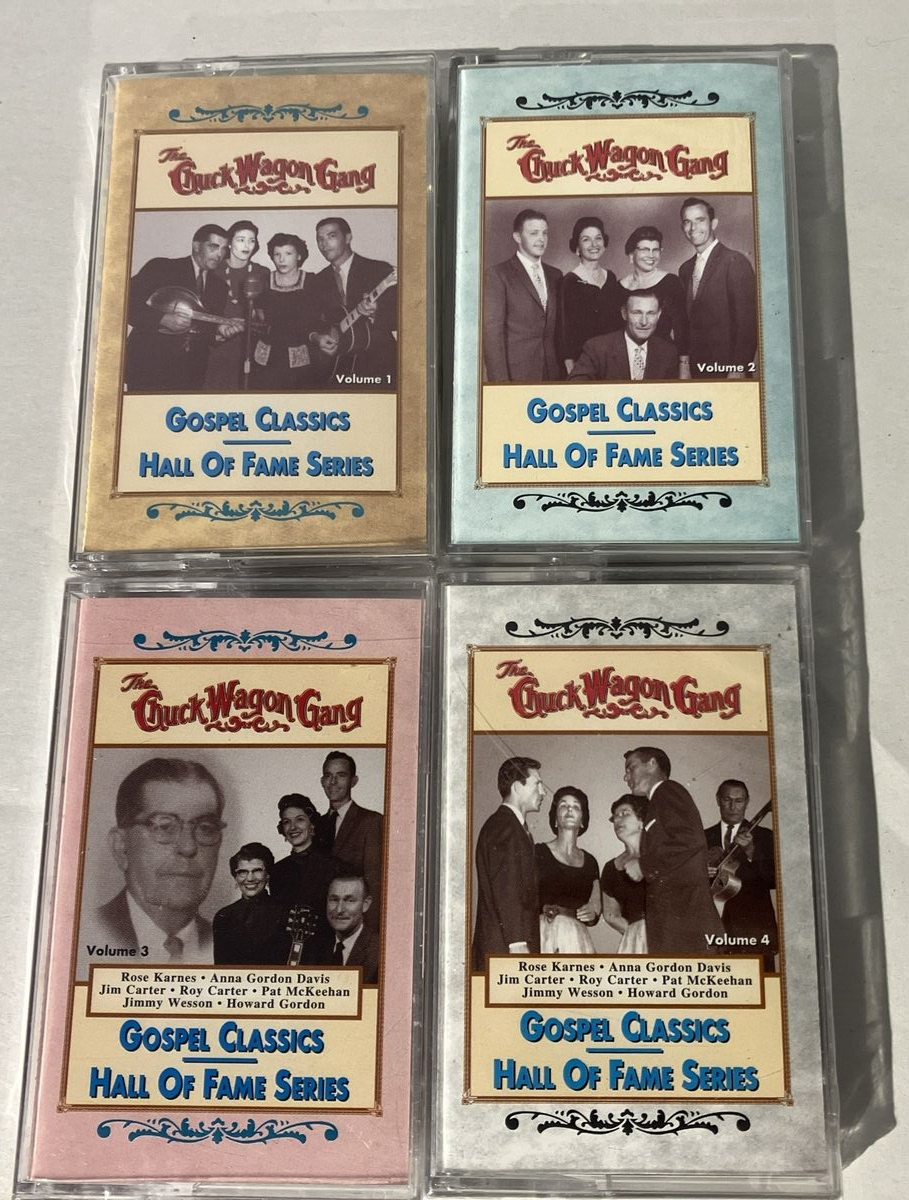 The
Chuck Wagon Gang
Volume 1
Gospel Classics
Hall Of Fame Series
The
Chuck Wagon Gang
Volume 2
Gospel Classics
Hall Of Fame Series
The
Chuck Wagon Gang
Volume 3
Rose Karnes • Anna Gordon Davis
Jim Carter • Roy Carter • Pat McKeehan
Jimmy Wesson • Howard Gordon
Gospel Classics
Hall Of Fame Series
The
Chuck Wagon Gang
Volume 4
Rose Karnes • Anna Gordon Davis
Jim Carter • Roy Carter • Pat McKeehan
Jimmy Wesson • Howard Gordon
Gospel Classics
Hall Of Fame Series